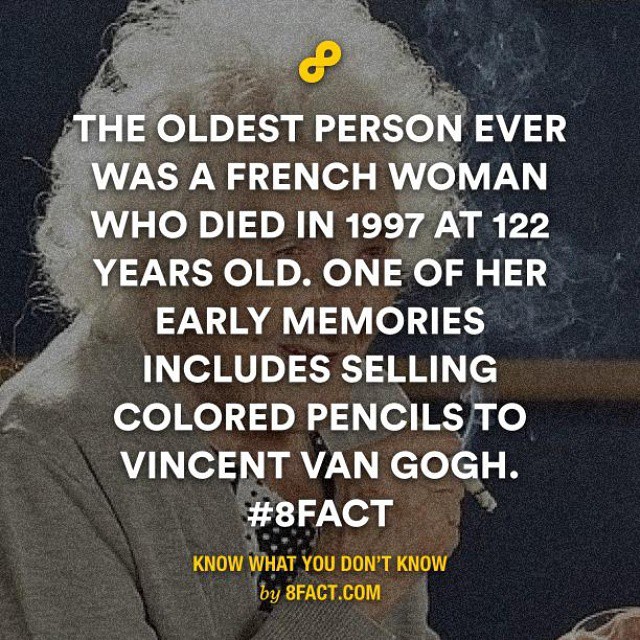 THE OLDEST PERSON EVER
WAS A FRENCH WOMAN
WHO DIED IN 1997 AT 122
YEARS OLD. ONE OF HER
EARLY MEMORIES
INCLUDES SELLING
COLORED PENCILS TO
VINCENT VAN GOGH.
#8FACT
KNOW WHAT YOU DON'T KNOW
by 8FACT.COM